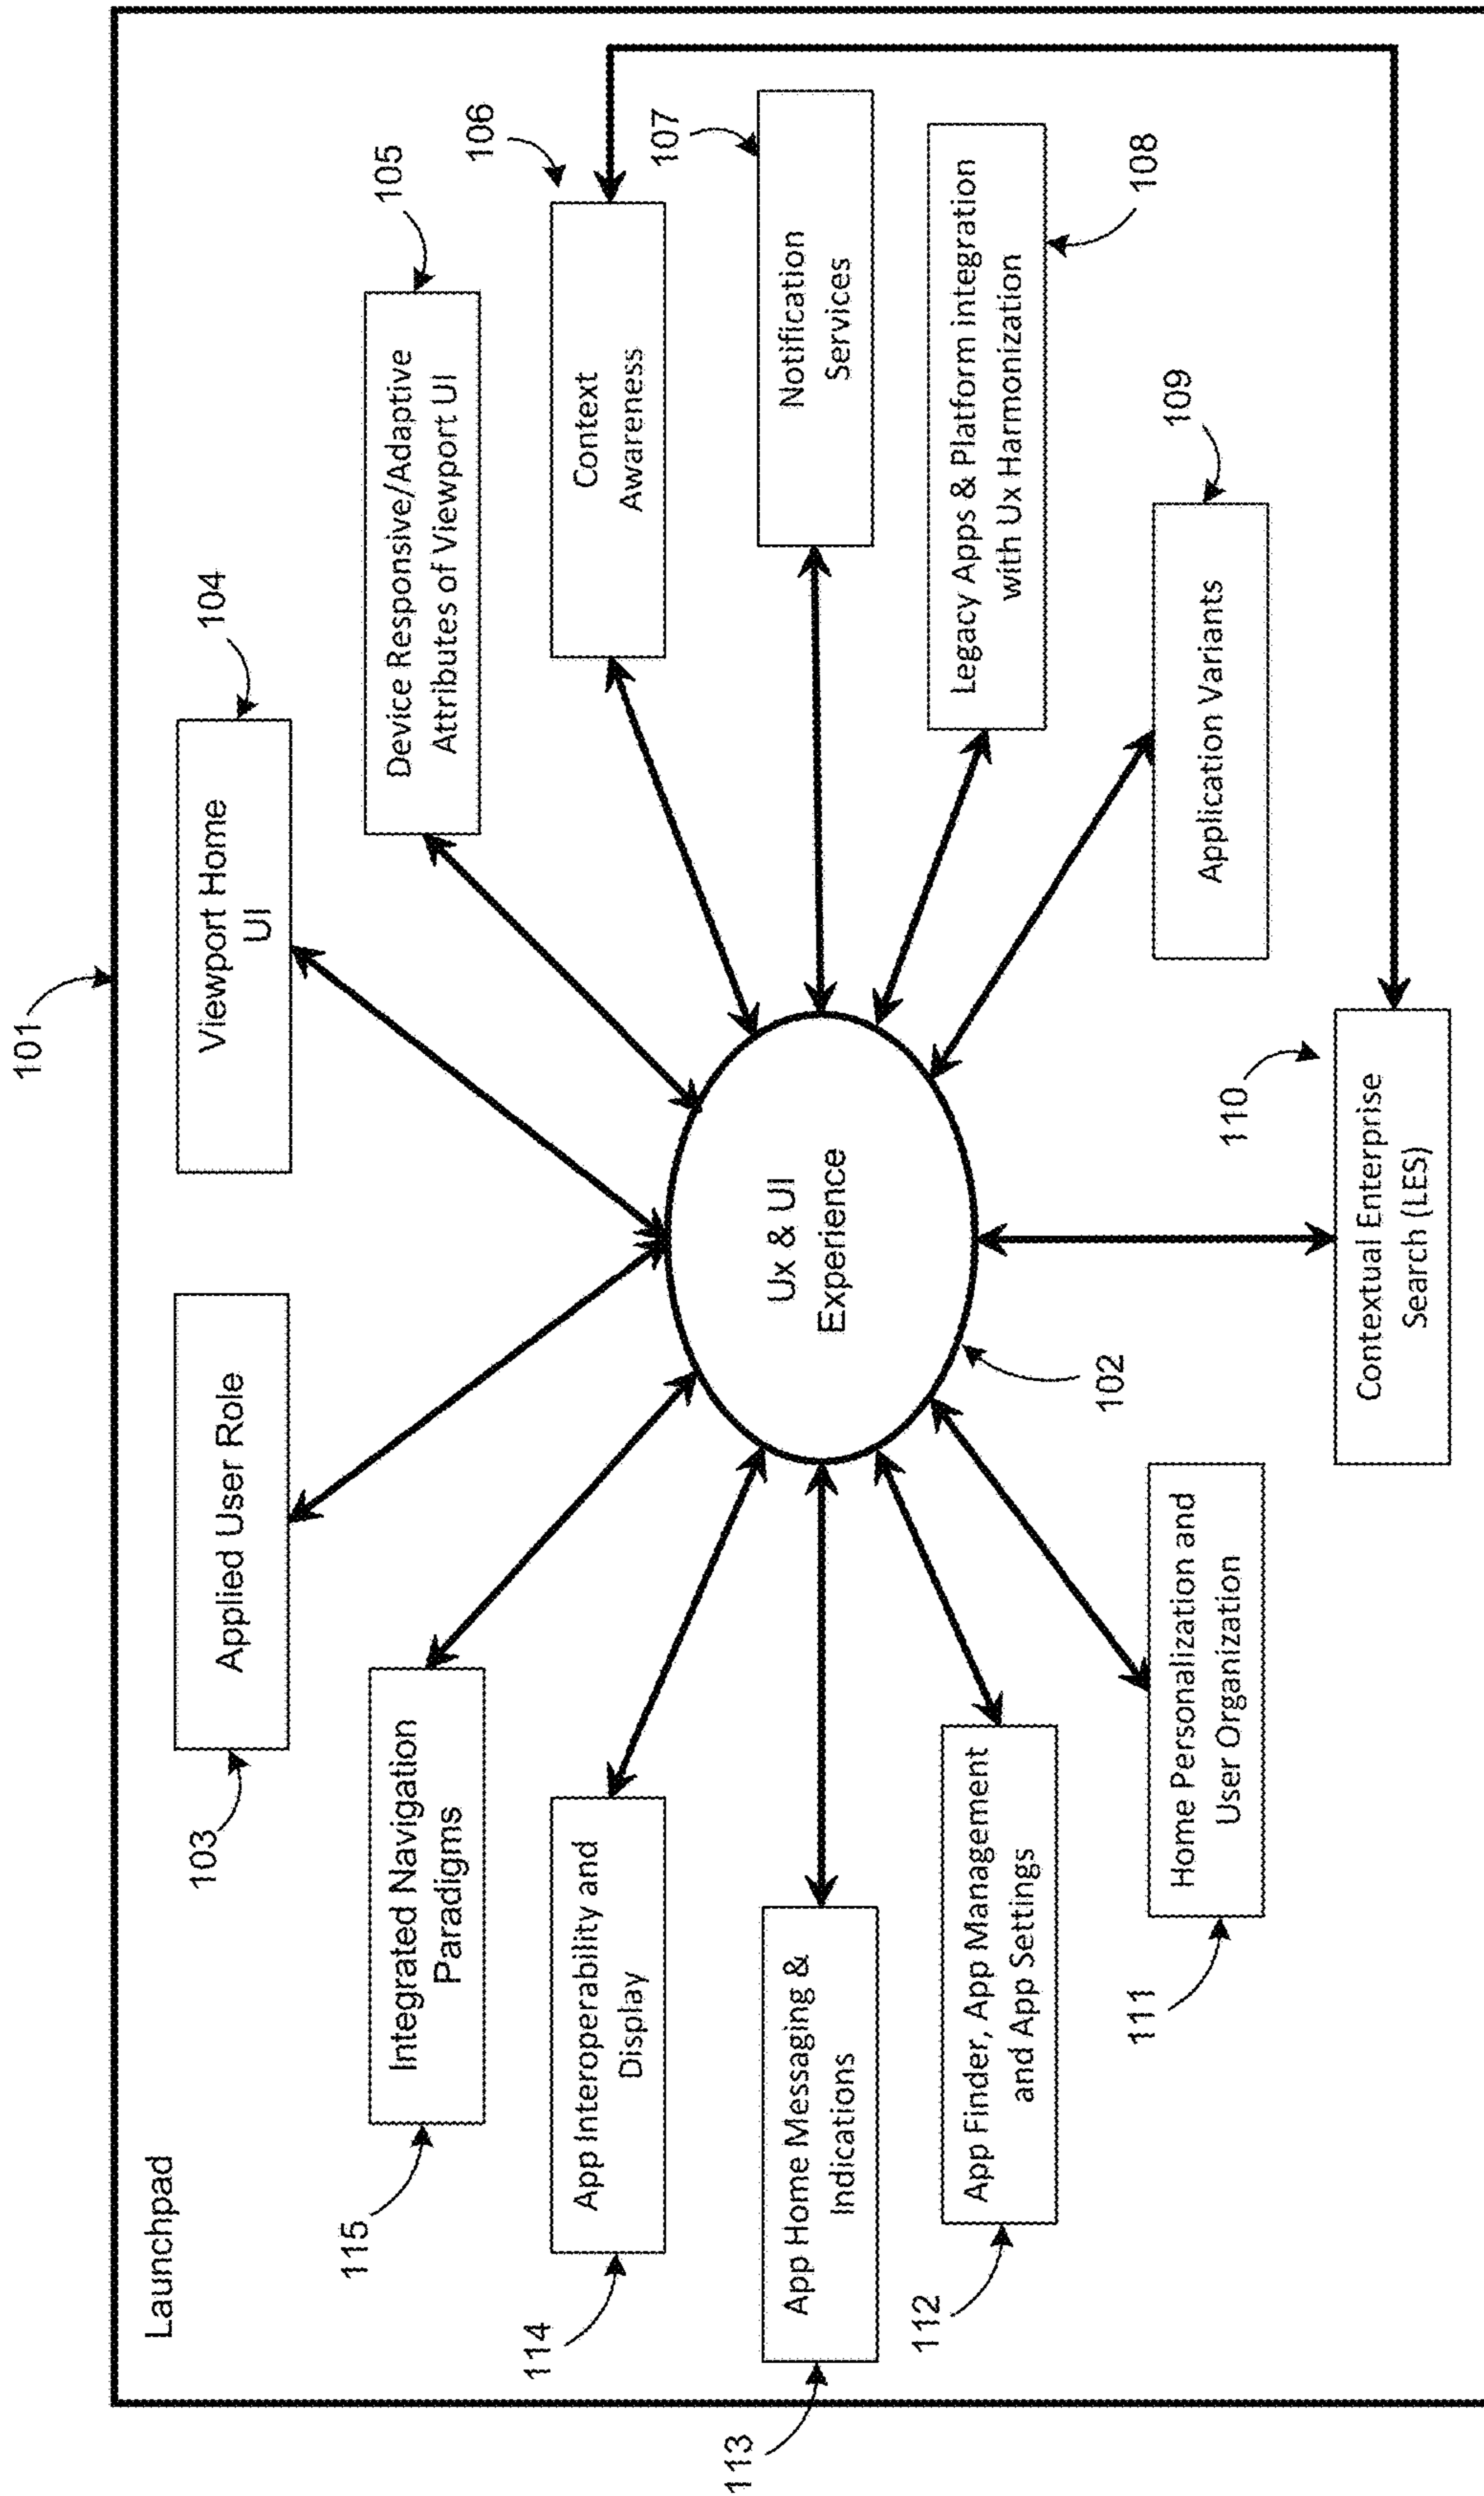 101
Launchpad
103
Applied User Role
Viewport Home
UI
104
115
Integrated Navigation
Paradigms
Device Responsive/Adaptive
Attributes of Viewport UI
105
114
App Interoperability and
Display
Context
Awareness
106
113
App Home Messaging &
Indications
Ux & UI
Experience
102
Notification
Services
107
112
App Finder, App Management
and App Settings
Legacy Apps & Platform integration
with Ux Harmonization
108
111
Home Personalization and
User Organization
Application Variants
109
110
Contextual Enterprise
Search (LES)